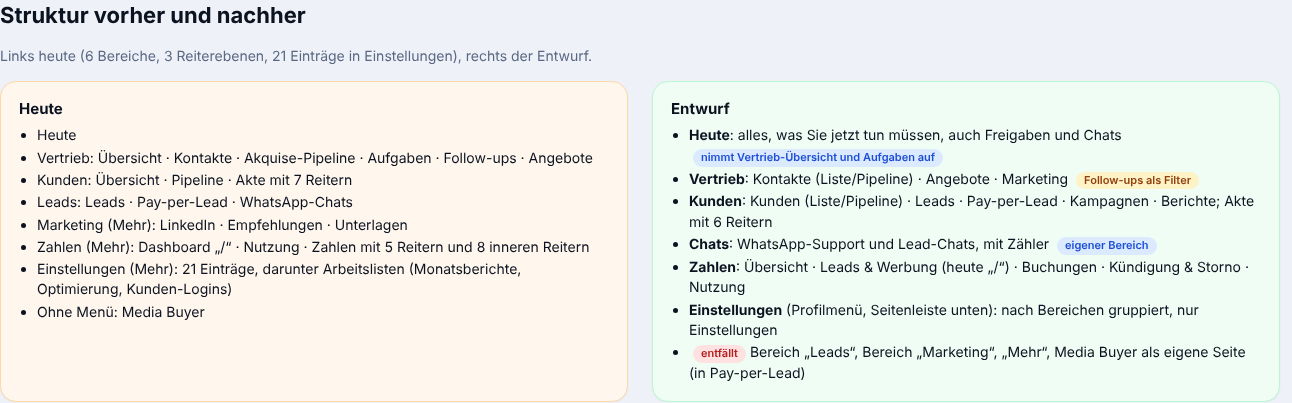 Struktur vorher und nachher
Links heute (6 Bereiche, 3 Reiterebenen, 21 Einträge in Einstellungen), rechts der Entwurf.
Heute
• Heute
• Vertrieb: Übersicht · Kontakte · Akquise-Pipeline · Aufgaben · Follow-ups · Angebote
• Kunden: Übersicht · Pipeline · Akte mit 7 Reitern
• Leads: Leads · Pay-per-Lead · WhatsApp-Chats
• Marketing (Mehr): LinkedIn · Empfehlungen · Unterlagen
• Zahlen (Mehr): Dashboard „/“ · Nutzung · Zahlen mit 5 Reitern und 8 inneren Reitern
• Einstellungen (Mehr): 21 Einträge, darunter Arbeitslisten (Monatsberichte,
Optimierung, Kunden-Logins)
• Ohne Menü: Media Buyer
Entwurf
• Heute: alles, was Sie jetzt tun müssen, auch Freigaben und Chats
nimmt Vertrieb-Übersicht und Aufgaben auf
• Vertrieb: Kontakte (Liste/Pipeline) · Angebote · Marketing Follow-ups als Filter
• Kunden: Kunden (Liste/Pipeline) · Leads · Pay-per-Lead · Kampagnen · Berichte; Akte
mit 6 Reitern
• Chats: WhatsApp-Support und Lead-Chats, mit Zähler eigener Bereich
• Zahlen: Übersicht · Leads & Werbung (heute „/“) · Buchungen · Kündigung & Storno ·
Nutzung
• Einstellungen (Profilmenü, Seitenleiste unten): nach Bereichen gruppiert, nur
Einstellungen
• entfällt Bereich „Leads“, Bereich „Marketing“, „Mehr“, Media Buyer als eigene Seite
(in Pay-per-Lead)